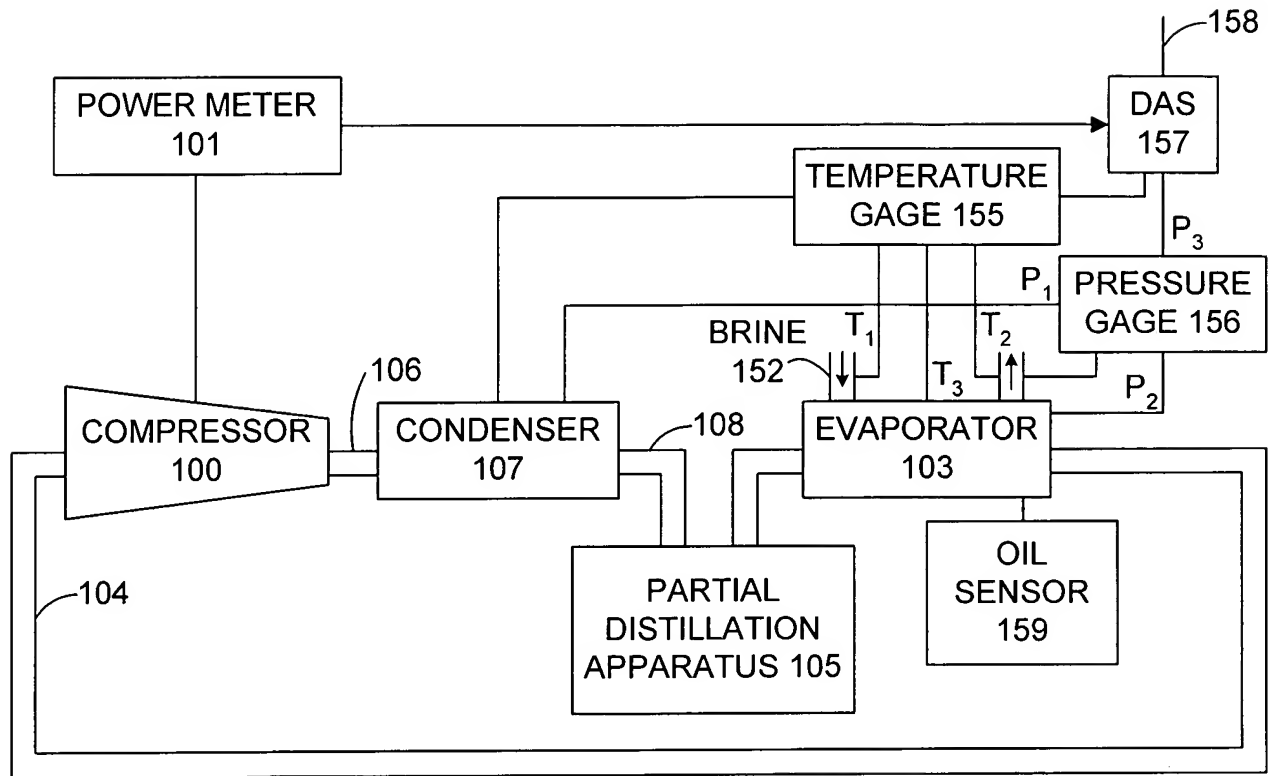 158
POWER METER
101
DAS
157
TEMPERATURE
GAGE 155
P3
P1
PRESSURE
GAGE 156
BRINE
152
T1
T2
T3
P2
106
COMPRESSOR
100
CONDENSER
107
108
EVAPORATOR
103
104
PARTIAL
DISTILLATION
APPARATUS 105
OIL
SENSOR
159